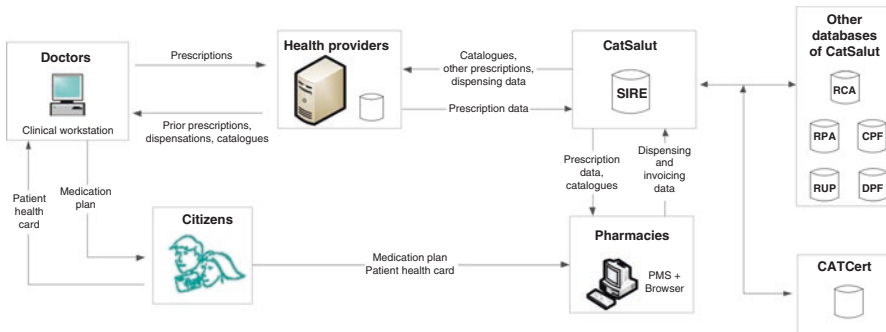 Doctors
Clinical workstation
Prescriptions
Prior prescriptions,
dispensations, catalogues
Health providers
Catalogues,
other prescriptions,
dispensing data
Prescription data
CatSalut
SIRE
Other
databases
of CatSalut
RCA
RPA
CPF
RUP
DPF
Patient
health
card
Medication
plan
Citizens
Medication plan
Patient health card
Prescription
data,
catalogues
Dispensing
and
invoicing
data
Pharmacies
PMS +
Browser
CATCert